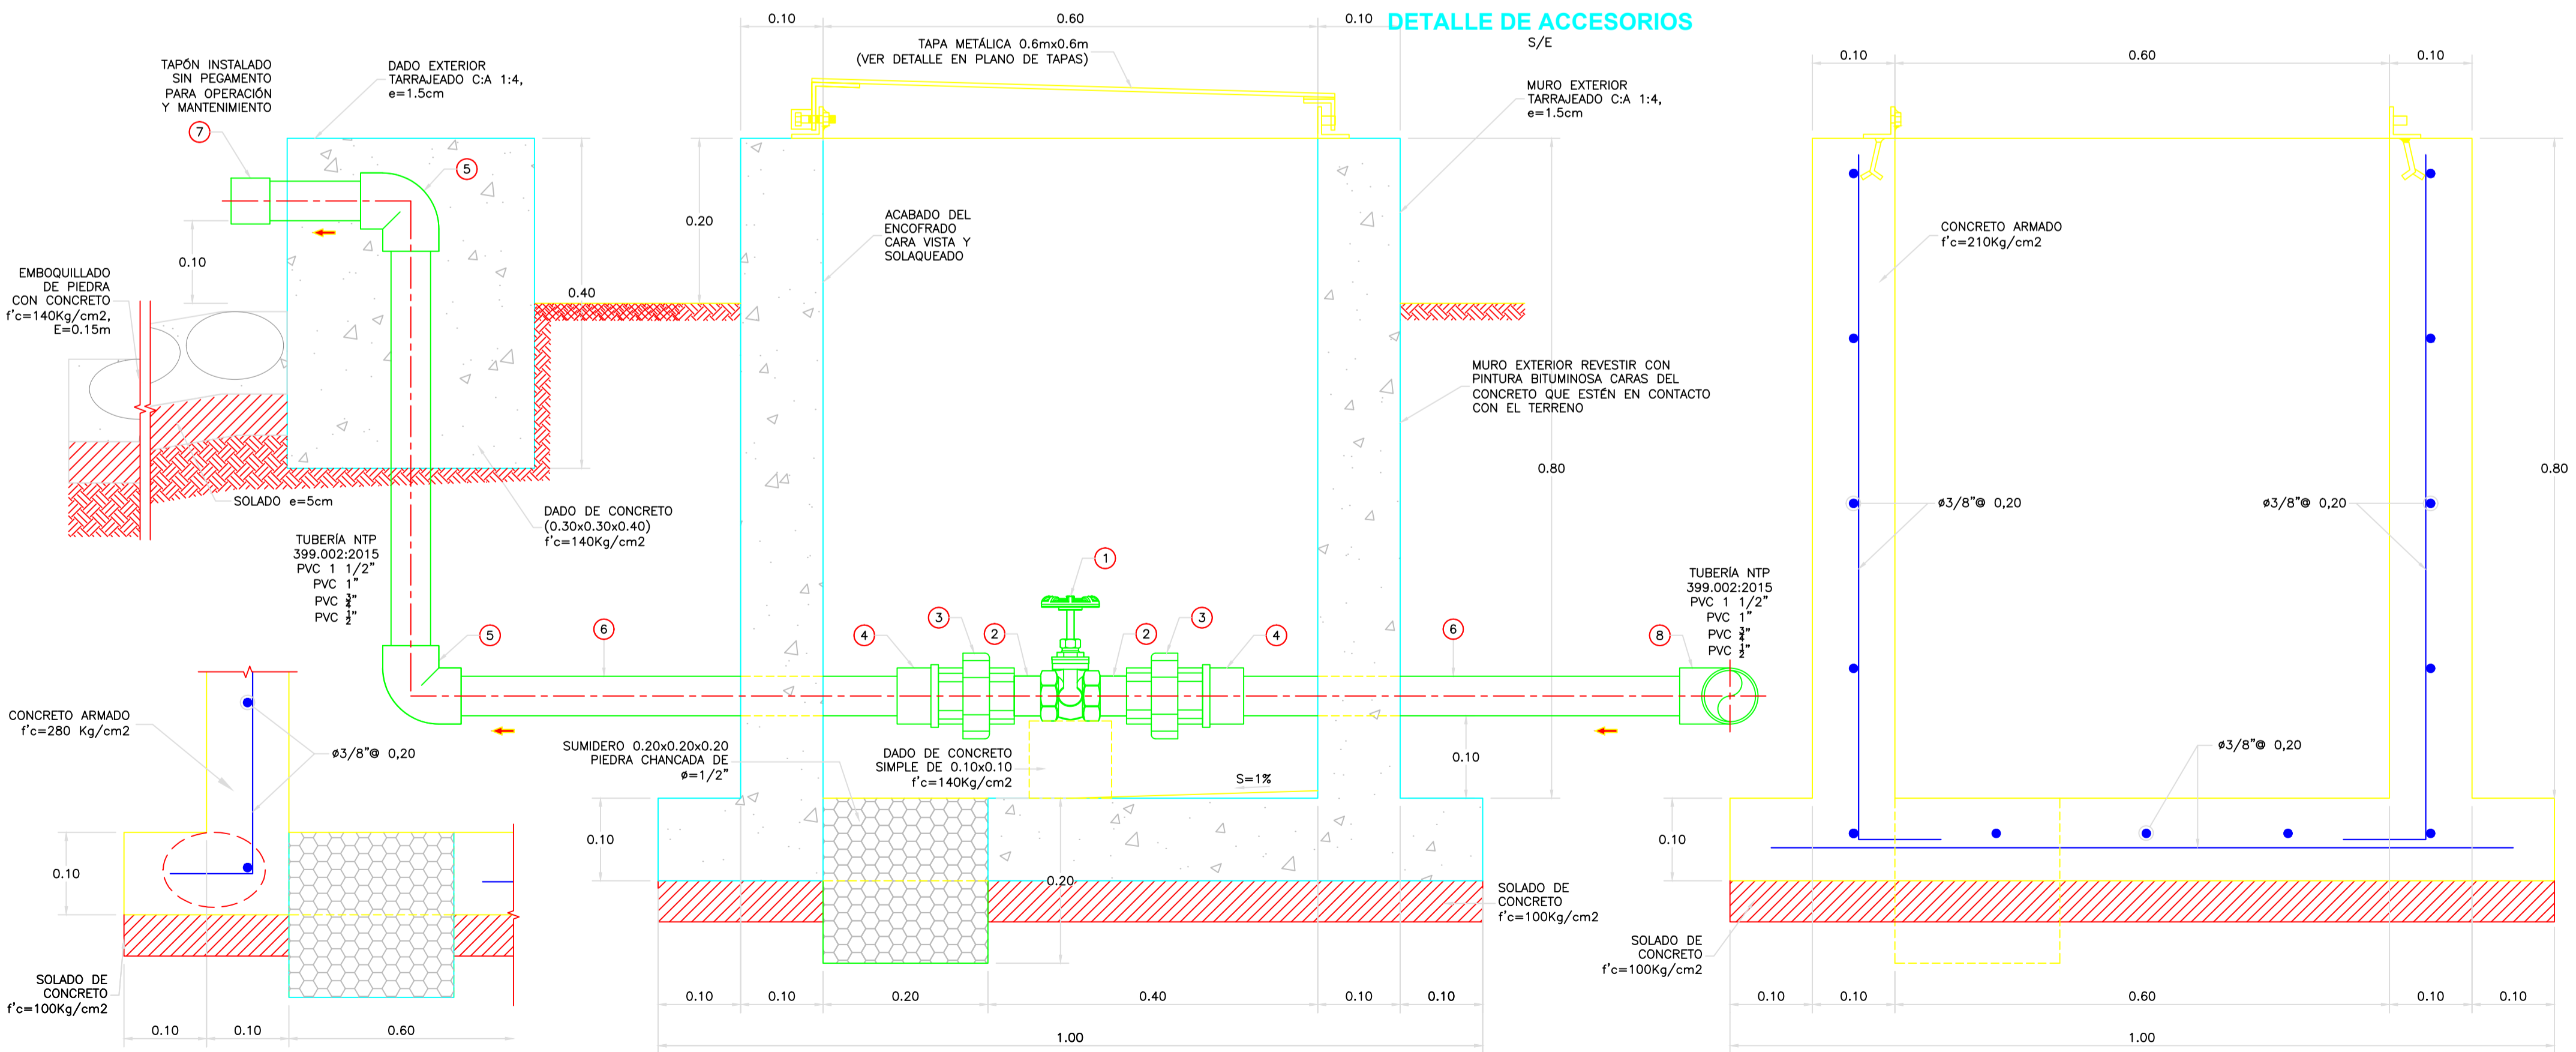 DETALLE DE ACCESORIOS
S/E
0.10
0.60
0.10
TAPA METÁLICA 0.6mx0.6m
(VER DETALLE EN PLANO DE TAPAS)
TAPÓN INSTALADO
SIN PEGAMENTO
PARA OPERACIÓN
Y MANTENIMIENTO
7
DADO EXTERIOR
TARRAJEADO C:A 1:4,
e=1.5cm
5
MURO EXTERIOR
TARRAJEADO C:A 1:4,
e=1.5cm
0.10
0.20
0.40
ACABADO DEL
ENCOFRADO
CARA VISTA Y
SOLAQUEADO
EMBOQUILLADO
DE PIEDRA
CON CONCRETO
f'c=140Kg/cm2,
E=0.15m
MURO EXTERIOR REVESTIR CON
PINTURA BITUMINOSA CARAS DEL
CONCRETO QUE ESTÉN EN CONTACTO
CON EL TERRENO
0.80
SOLADO e=5cm
DADO DE CONCRETO
(0.30x0.30x0.40)
f'c=140Kg/cm2
TUBERÍA NTP
399.002:2015
PVC 1 1/2"
PVC 1"
PVC 3/4"
PVC 1/2"
5
6
4
3
2
1
2
3
4
6
8
TUBERÍA NTP
399.002:2015
PVC 1 1/2"
PVC 1"
PVC 3/4"
PVC 1/2"
SUMIDERO 0.20x0.20x0.20
PIEDRA CHANCADA DE
ø=1/2"
DADO DE CONCRETO
SIMPLE DE 0.10x0.10
f'c=140Kg/cm2
S=1%
0.10
0.10
0.20
SOLADO DE
CONCRETO
f'c=100Kg/cm2
0.10
0.10
0.20
0.40
0.10
0.10
1.00
CONCRETO ARMADO
f'c=280 Kg/cm2
ø3/8"@ 0,20
0.10
SOLADO DE
CONCRETO
f'c=100Kg/cm2
0.10
0.10
0.60
0.10
0.60
0.10
CONCRETO ARMADO
f'c=210Kg/cm2
ø3/8"@ 0,20
ø3/8"@ 0,20
0.80
ø3/8"@ 0,20
0.10
SOLADO DE
CONCRETO
f'c=100Kg/cm2
0.10
0.10
0.60
0.10
0.10
1.00